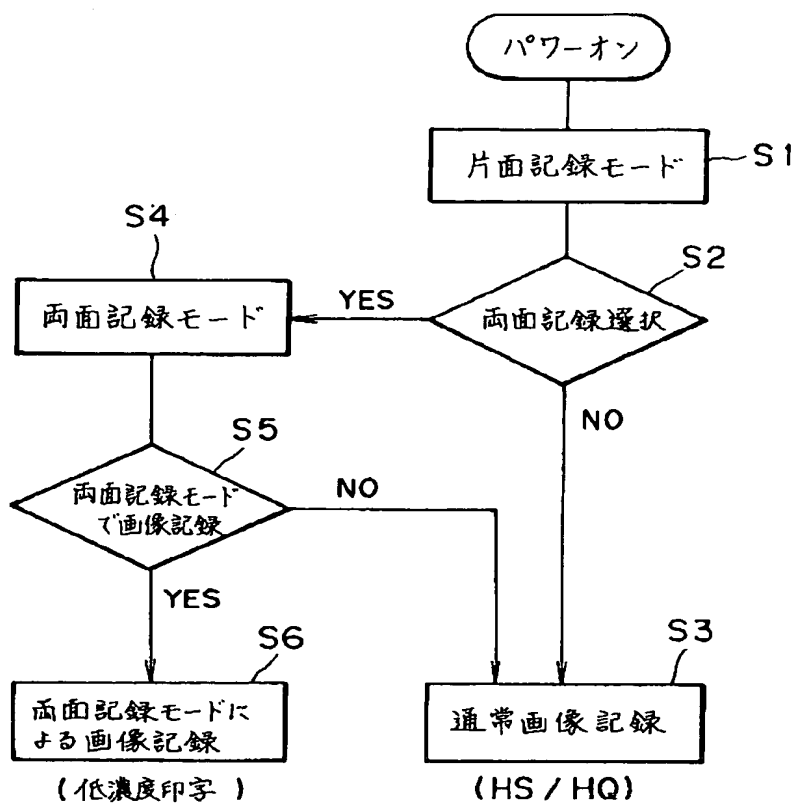 パワーオン
片面記録モード
S1
S2
両面記録選択
YES
NO
S4
両面記録モード
S5
両面記録モード
で画像記録
NO
YES
S6
両面記録モードに
よる画像記録
(低濃度印字)
S3
通常画像記録
(HS / HQ)